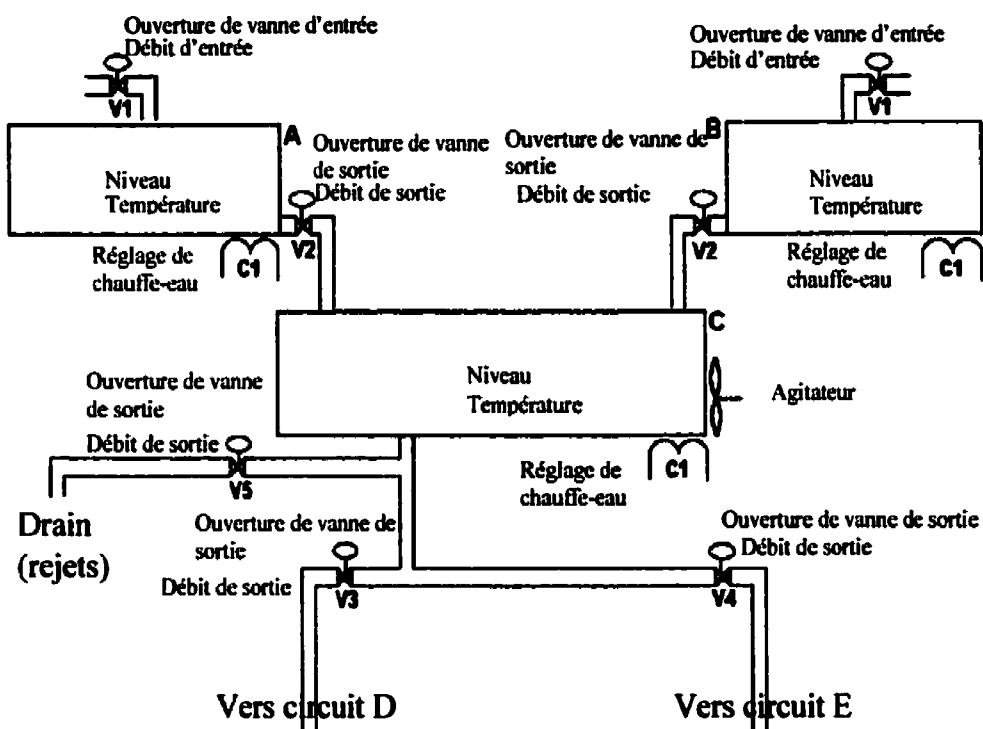 Ouverture de vanne d'entrée
Débit d'entrée
V1
Ouverture de vanne d'entrée
Débit d'entrée
V1
A
Niveau
Température
Ouverture de vanne
de sortie
Débit de sortie
V2
Réglage de
chauffe-eau
C1
Ouverture de vanne de
sortie
Débit de sortie
V2
B
Niveau
Température
Réglage de
chauffe-eau
C1
C
Niveau
Température
Agitateur
Réglage de
chauffe-eau
C1
Ouverture de vanne
de sortie
Débit de sortie
V5
Drain
(rejets)
Ouverture de vanne de
sortie
Débit de sortie
V3
Ouverture de vanne de sortie
Débit de sortie
V4
Vers circuit D
Vers circuit E